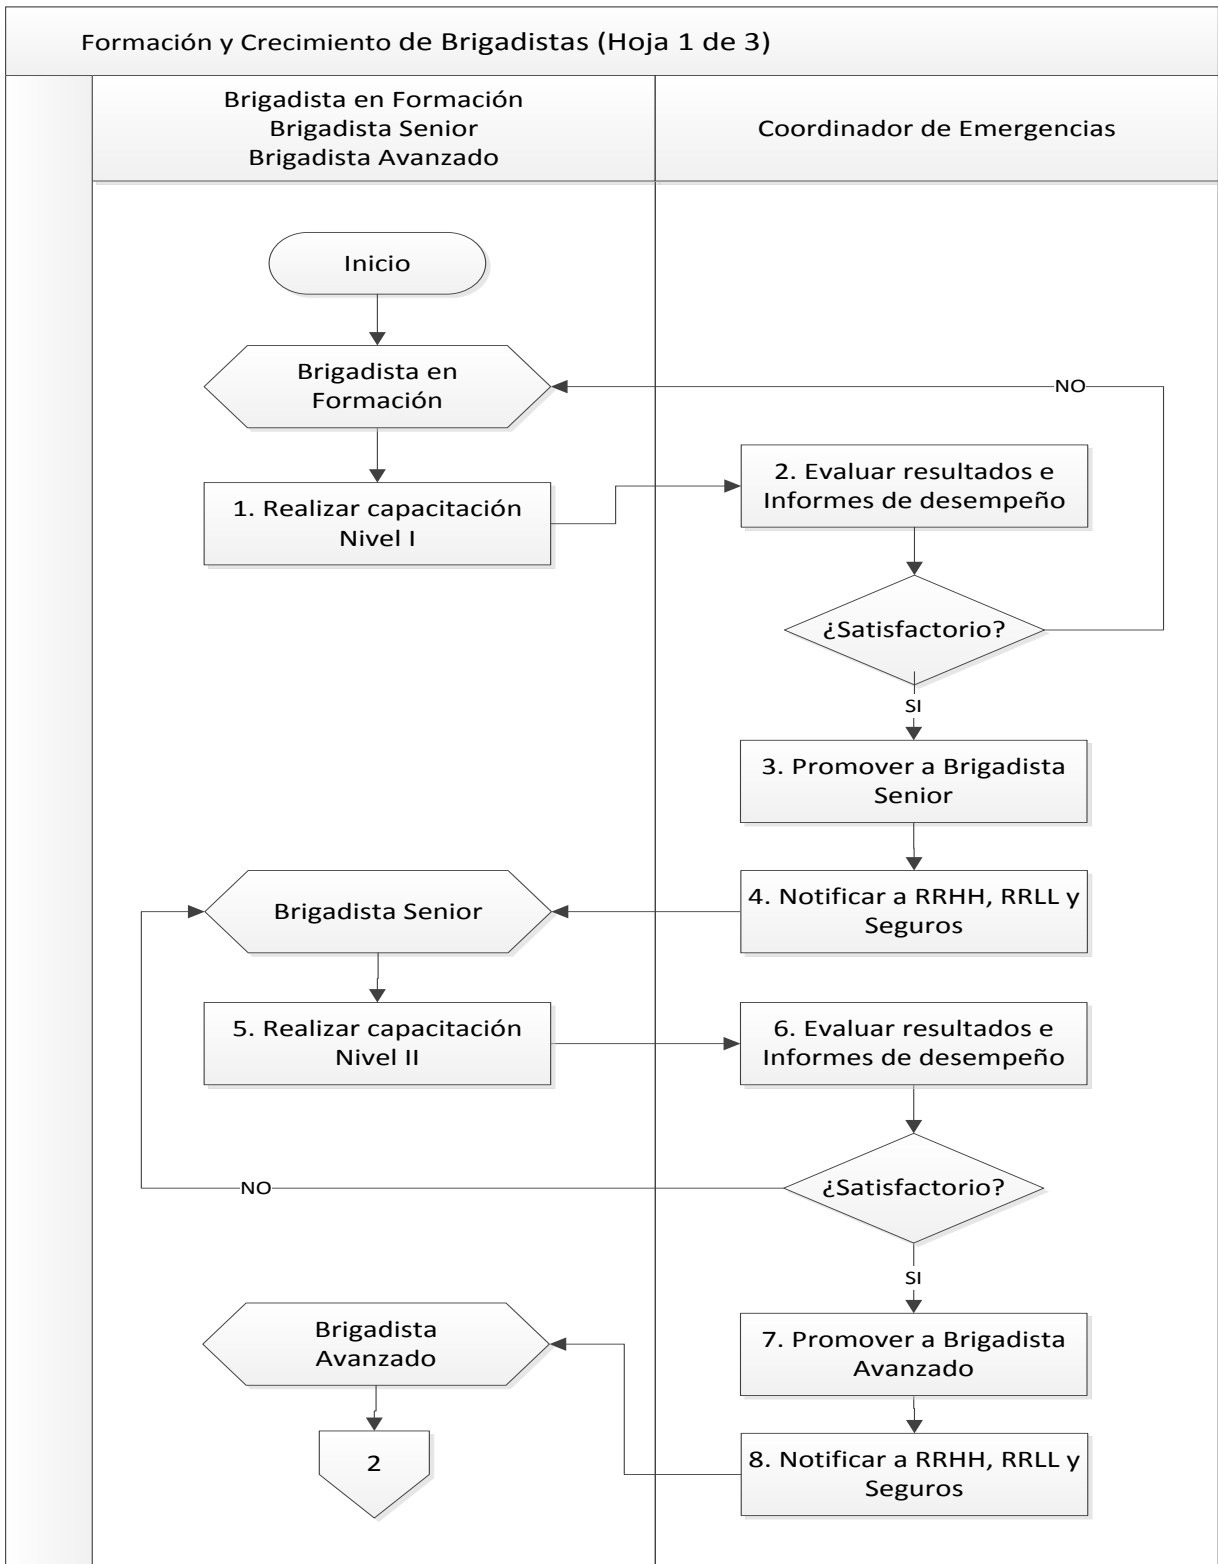 Formación y Crecimiento de Brigadistas (Hoja 1 de 3)
Brigadista en Formación
Brigadista Senior
Brigadista Avanzado
Coordinador de Emergencias
Inicio
Brigadista en
Formación
NO
1. Realizar capacitación
Nivel I
2. Evaluar resultados e
Informes de desempeño
¿Satisfactorio?
SI
3. Promover a Brigadista
Senior
4. Notificar a RRHH, RRLL y
Seguros
Brigadista Senior
5. Realizar capacitación
Nivel II
6. Evaluar resultados e
Informes de desempeño
¿Satisfactorio?
NO
SI
7. Promover a Brigadista
Avanzado
8. Notificar a RRHH, RRLL y
Seguros
Brigadista
Avanzado
2